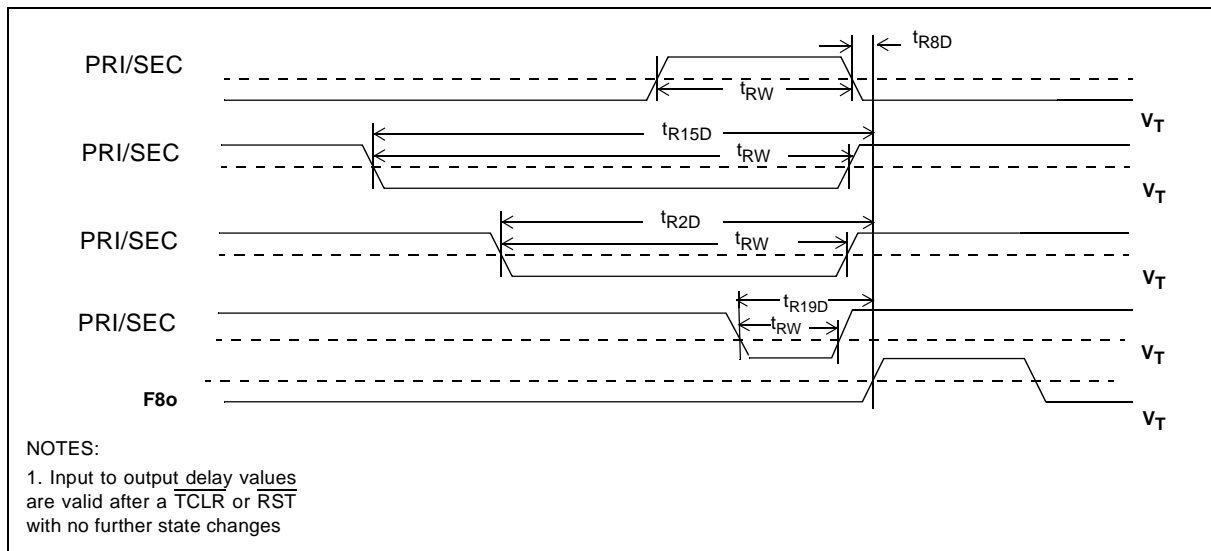 tR8D
PRI/SEC
tRW
VT
tR15D
PRI/SEC
tRW
VT
tR2D
PRI/SEC
tRW
VT
tR19D
PRI/SEC
tRW
VT
F8o
VT
NOTES:
1. Input to output delay values
are valid after a TCLR or RST
with no further state changes